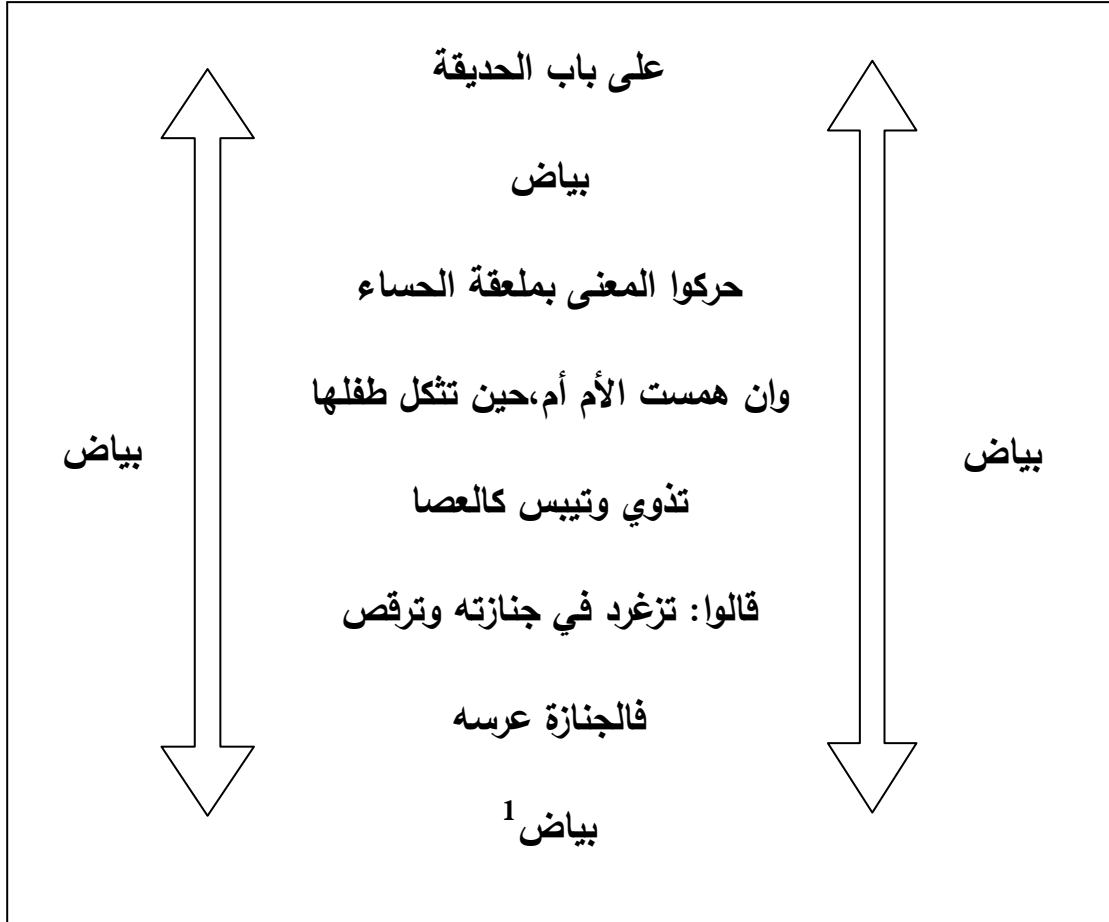 على باب الحديقة
بياض
حركوا المعنى بملعقة الحساء
وان همست الأم أم،حين تثكل طفلها
بياض
بياض
تذوي وتيبس كالعصا
قالوا: تزغرد في جنازته وترقص
فالجنازة عرسه
بياض1